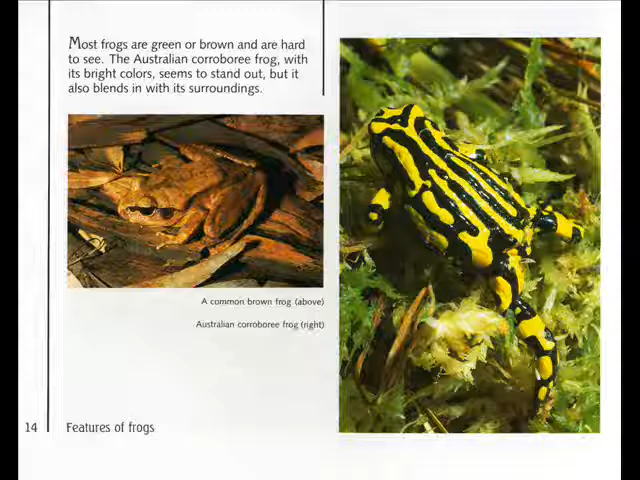 Most frogs are green or brown and are hard
to see. The Australian corroboree frog, with
its bright colors, seems to stand out, but it
also blends in with its surroundings.
A common brown frog (above)
Australian corroboree frog (right)
14 Features of frogs